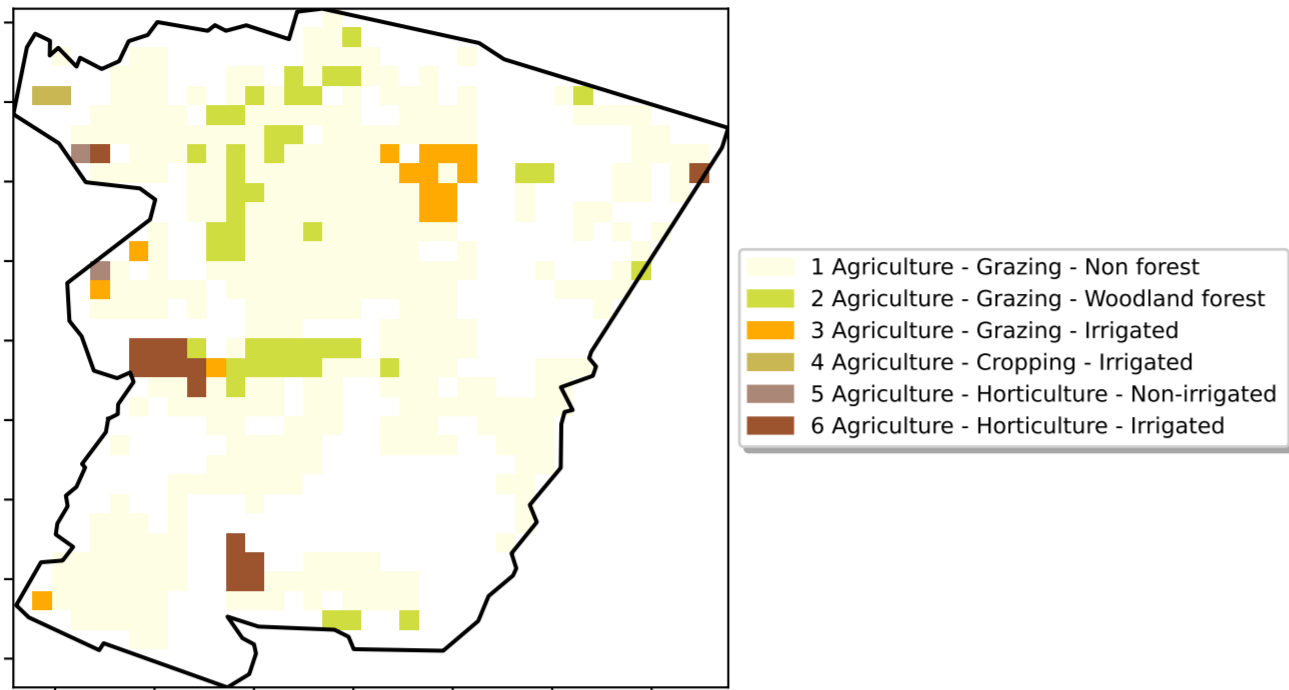 1 Agriculture - Grazing - Non forest
2 Agriculture - Grazing - Woodland forest
3 Agriculture - Grazing - Irrigated
4 Agriculture - Cropping - Irrigated
5 Agriculture - Horticulture - Non-irrigated
6 Agriculture - Horticulture - Irrigated